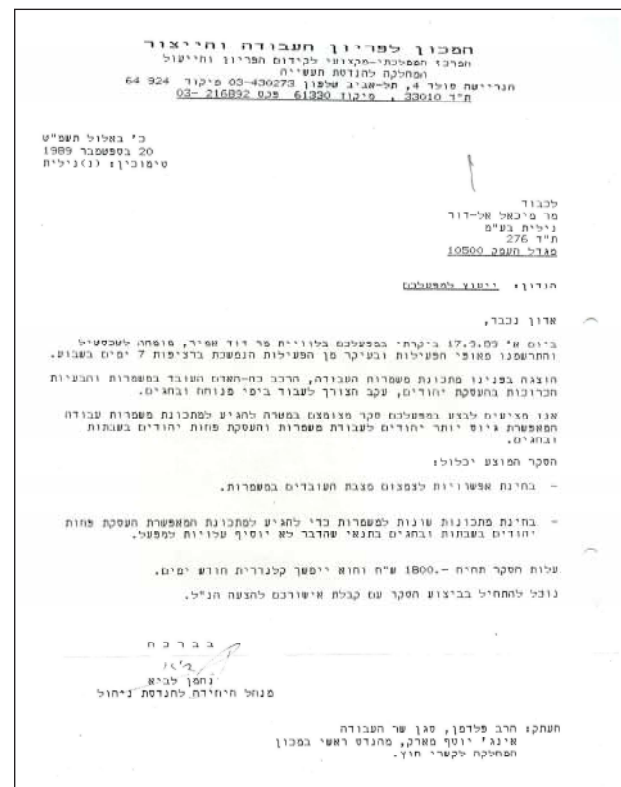 המכון לפריון העבודה והייצור
המרכז הממלכתי-מקצועי לקידום הפריון והייעול
המחלקה להנדסת תעשייה
הנרייטה סולד 4, תל-אביב טלפון 03-430273 מיקוד 924 64
ת"ד 33010 , מיקוד 61330 פקס 216892 -03
כ' באלול תשמ"ט
20 בספטמבר 1989
סימוכין: (נ)נילית
לכבוד
מר מיכאל אל-דור
נילית בע"מ
ת"ד 276
מגדל העמק 10500
הנדון: ייעוץ למפעלכם
אדון נכבד,
ביום א' 17.9.89 ביקרתי במפעלכם בלוויית מר דוד אמיר, מומחה לטכסטיל
והתרשמנו מאופי הפעילות ובעיקר מן הפעילות הנמשכת ברציפות 7 ימים בשבוע.
הוצגה בפנינו מתכונת משמרות העבודה, הרכב כח-האדם העובד במשמרות והבעיות
הכרוכות בהעסקת יהודים, עקב הצורך לעבוד בימי מנוחה ובחגים.
אנו מציעים לבצע במפעלכם סקר מצומצם במטרה להגיע למתכונת משמרות עבודה
המאפשרת גיוס יותר יהודים לעבודת משמרות והעסקת פחות יהודים בשבתות
ובחגים.
הסקר המוצע יכלול:
- בחינת אפשרויות לצמצום מצבת העובדים במשמרות.
- בחינת מתכונות שונות למשמרות כדי להגיע למתכונת המאפשרת העסקת פחות
יהודים בשבתות ובחגים בתנאי שהדבר לא יוסיף עלויות למפעל.
עלות הסקר תהיה -.1800 ש"ח והוא יימשך קלנדרית חודש ימים.
נוכל להתחיל בביצוע הסקר עם קבלת אישורכם להצעה הנ"ל.
בברכה
נחמן לביא
מנהל היחידה להנדסת ניהול
העתק: הרב פלדמן, סגן שר העבודה
אינג' יוסף מארק, מהנדס ראשי במכון
המחלקה לקשרי חוץ.